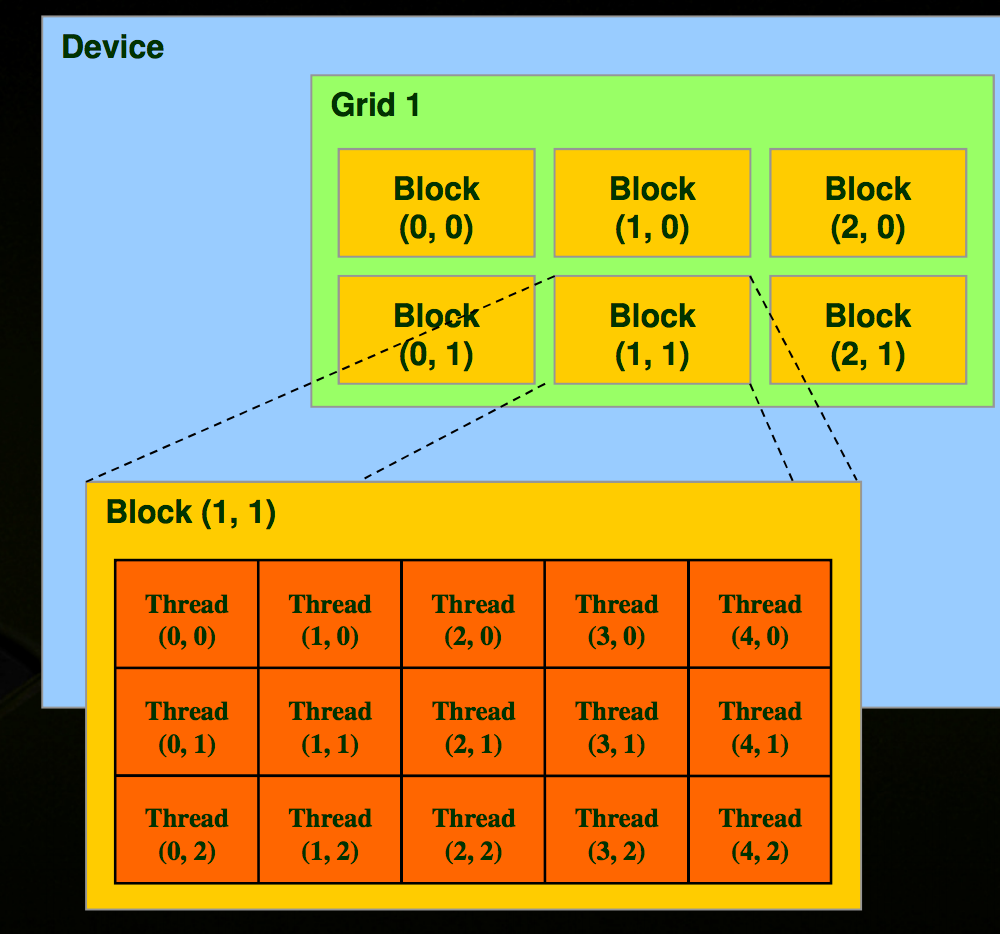 Device
Grid 1
Block Block Block
(0, 0) (1, 0) (2, 0)
Block Block Block
(0, 1) (1, 1) (2, 1)
Block (1, 1)
Thread Thread Thread Thread Thread
(0, 0) (1, 0) (2, 0) (3, 0) (4, 0)
Thread Thread Thread Thread Thread
(0, 1) (1, 1) (2, 1) (3, 1) (4, 1)
Thread Thread Thread Thread Thread
(0, 2) (1, 2) (2, 2) (3, 2) (4, 2)